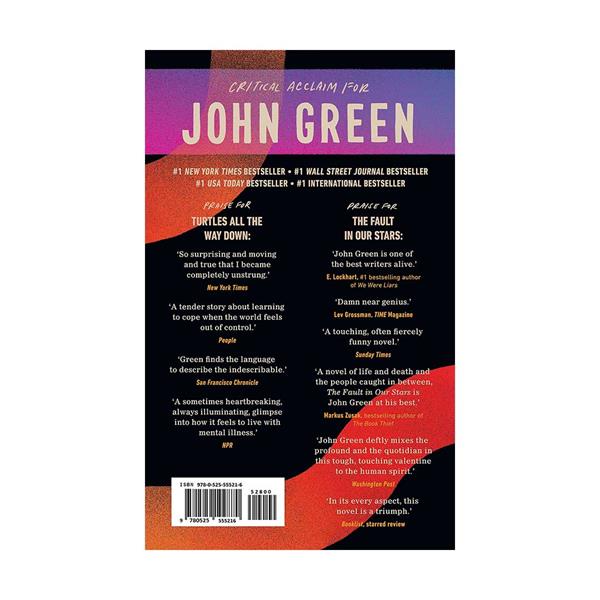 CRITICAL ACCLAIM FOR
JOHN GREEN
#1 NEW YORK TIMES BESTSELLER • #1 WALL STREET JOURNAL BESTSELLER
#1 USA TODAY BESTSELLER • #1 INTERNATIONAL BESTSELLER
PRAISE FOR
TURTLES ALL THE
WAY DOWN:
‘So surprising and moving
and true that I became
completely unstrung.’
New York Times
‘A tender story about learning
to cope when the world feels
out of control.’
People
‘Green finds the language
to describe the indescribable.’
San Francisco Chronicle
‘A sometimes heartbreaking,
always illuminating, glimpse
into how it feels to live with
mental illness.’
NPR
PRAISE FOR
THE FAULT
IN OUR STARS:
‘John Green is one of
the best writers alive.’
E. Lockhart, #1 bestselling author
of We Were Liars
‘Damn near genius.’
Lev Grossman, TIME Magazine
‘A touching, often fiercely
funny novel.’
Sunday Times
‘A novel of life and death and
the people caught in between,
The Fault in Our Stars is
John Green at his best.’
Markus Zusak, bestselling author of
The Book Thief
‘John Green deftly mixes the
profound and the quotidian in
this tough, touching valentine
to the human spirit.’
Washington Post
‘In its every aspect, this
novel is a triumph.’
Booklist, starred review
ISBN 978-0-525-55521-6
52800
9 780525 555216